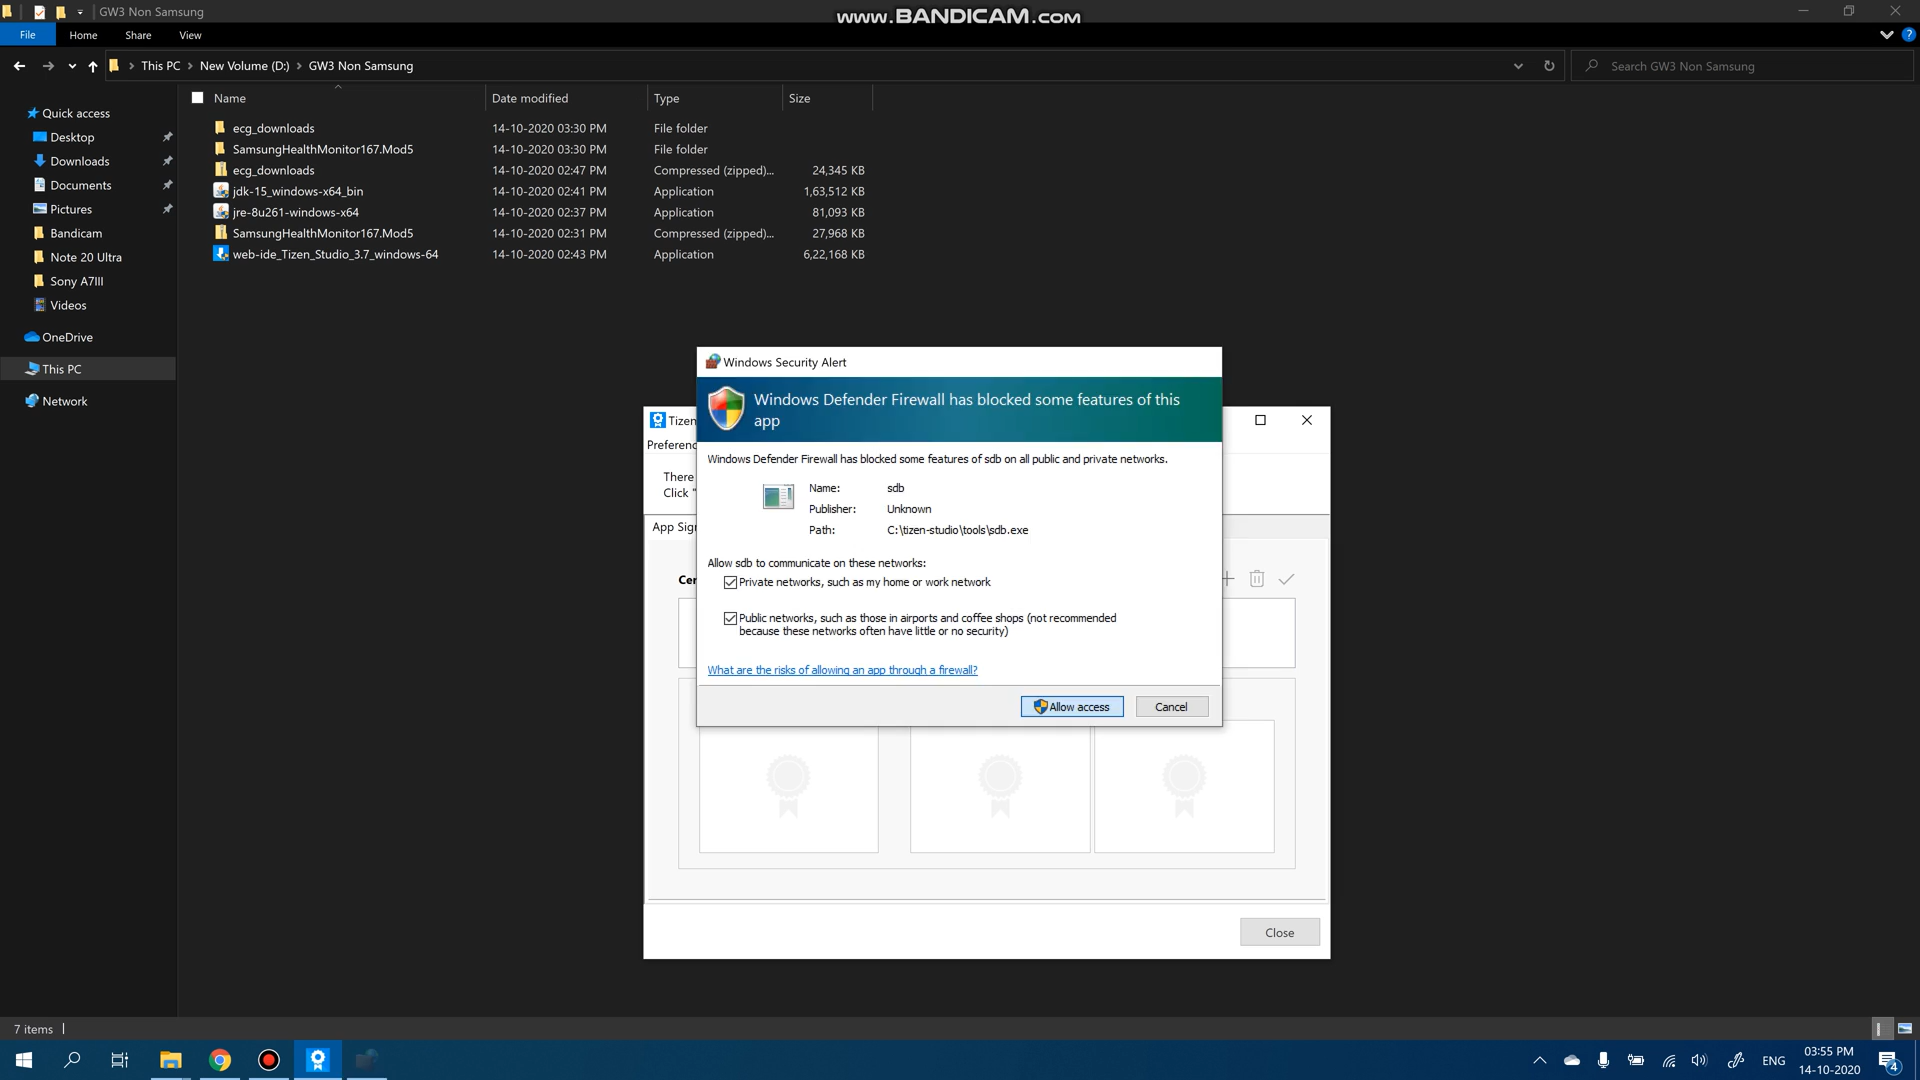 GW3 Non Samsung
www.BANDICAM.com
File
Home
Share
View
This PC
New Volume (D:)
GW3 Non Samsung
Search GW3 Non Samsung
Name
Date modified
Type
Size
Quick access
Desktop
Downloads
Documents
Pictures
Bandicam
Note 20 Ultra
Sony A7III
Videos
OneDrive
This PC
Network
ecg_downloads 14-10-2020 03:30 PM File folder
SamsungHealthMonitor167.Mod5 14-10-2020 03:30 PM File folder
ecg_downloads 14-10-2020 02:47 PM Compressed (zipped)... 24,345 KB
jdk-15_windows-x64_bin 14-10-2020 02:41 PM Application 1,63,512 KB
jre-8u261-windows-x64 14-10-2020 02:37 PM Application 81,093 KB
SamsungHealthMonitor167.Mod5 14-10-2020 02:31 PM Compressed (zipped)... 27,968 KB
web-ide_Tizen_Studio_3.7_windows-64 14-10-2020 02:43 PM Application 6,22,168 KB
Windows Security Alert
Windows Defender Firewall has blocked some features of this
app
Windows Defender Firewall has blocked some features of sdb on all public and private networks.
Name: sdb
Publisher: Unknown
Path: C:\tizen-studio\tools\sdb.exe
Allow sdb to communicate on these networks:
Private networks, such as my home or work network
Public networks, such as those in airports and coffee shops (not recommended
because these networks often have little or no security)
What are the risks of allowing an app through a firewall?
Allow access
Cancel
Tizen
Preferenc
There
Click "
App Sign
Cer
Close
7 items
ENG
03:55 PM
14-10-2020
4